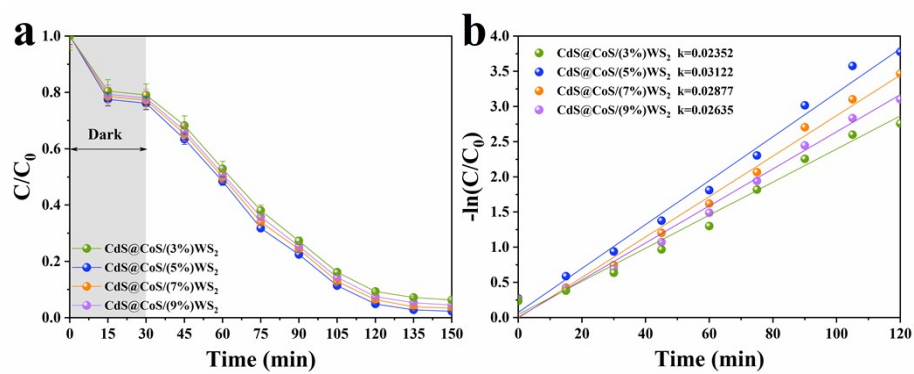 a
1.0
0.8
0.6
0.4
0.2
0.0
C/C₀
Dark
CdS@CoS/(3%)WS₂
CdS@CoS/(5%)WS₂
CdS@CoS/(7%)WS₂
CdS@CoS/(9%)WS₂
0 15 30 45 60 75 90 105 120 135 150
Time (min)
b
4.0
3.5
3.0
2.5
2.0
1.5
1.0
0.5
0.0
-ln(C/C₀)
CdS@CoS/(3%)WS₂ k=0.02352
CdS@CoS/(5%)WS₂ k=0.03122
CdS@CoS/(7%)WS₂ k=0.02877
CdS@CoS/(9%)WS₂ k=0.02635
0 20 40 60 80 100 120
Time (min)